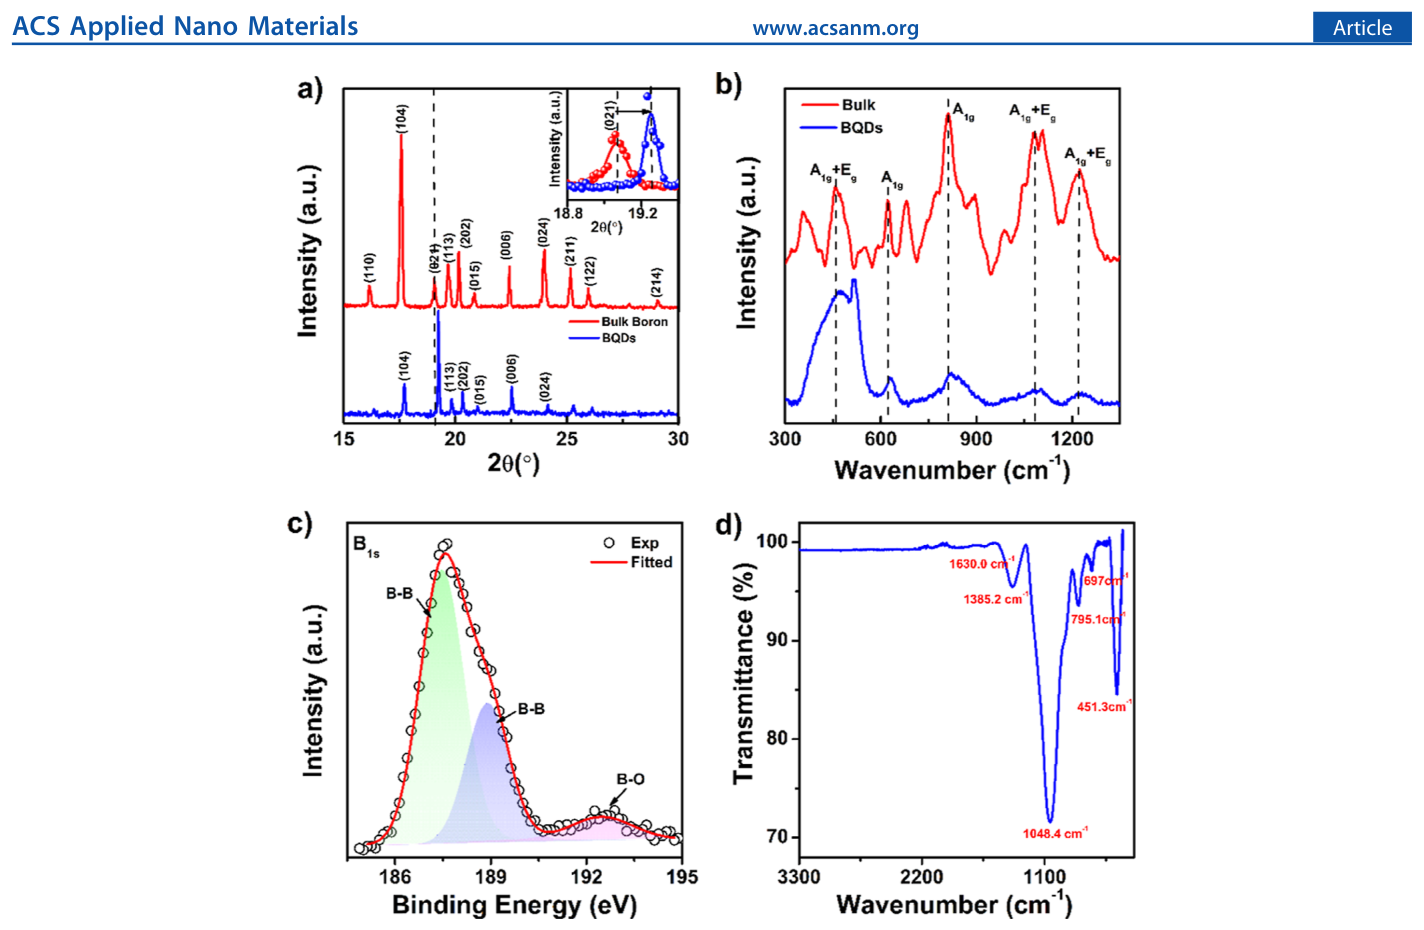 ACS Applied Nano Materials
www.acsanm.org
Article
a)
Intensity (a.u.)
(110)
(104)
(021)
(113)
(202)
(015)
(006)
(024)
(211)
(122)
(214)
Bulk Boron
BQDs
(104)
(113)
(202)
(015)
(006)
(024)
15 20 25 30
2θ(°)
Intensity (a.u.)
(021)
18.8 19.2
2θ(°)
b)
Intensity (a.u.)
Bulk
BQDs
A1g+Eg
A1g
A1g
A1g+Eg
A1g+Eg
300 600 900 1200
Wavenumber (cm-1)
c)
Intensity (a.u.)
B1s
Exp
Fitted
B-B
B-B
B-O
186 189 192 195
Binding Energy (eV)
d)
Transmittance (%)
100
90
80
70
1630.0 cm-1
1385.2 cm-1
697cm-1
795.1cm-1
451.3cm-1
1048.4 cm-1
3300 2200 1100
Wavenumber (cm-1)